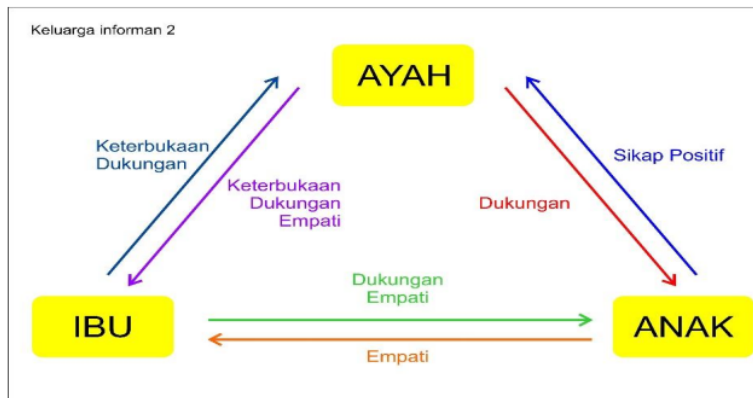 Keluarga informan 2
AYAH
Keterbukaan
Dukungan
Keterbukaan
Dukungan
Empati
Dukungan
Sikap Positif
IBU
Dukungan
Empati
Empati
ANAK